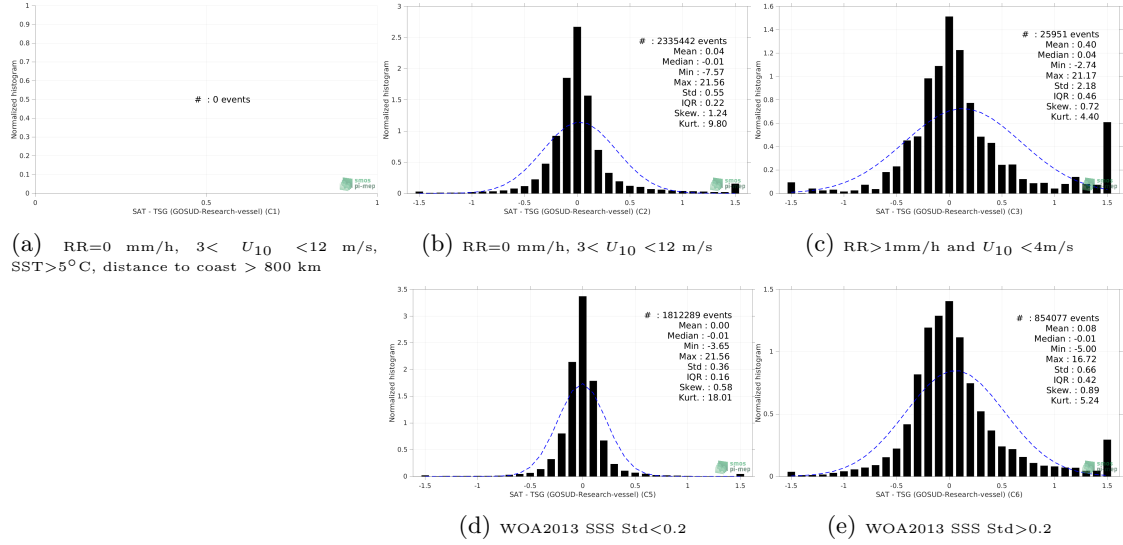 1
0.9
0.8
0.7
0.6
0.5
0.4
0.3
0.2
0.1
0
Normalized histogram
# : 0 events
smos
pi-mep
0 0.5 1
SAT - TSG (GOSUD-Research-vessel) (C1)
(a) RR=0 mm/h, 3< U10 <12 m/s,
SST>5°C, distance to coast > 800 km
3
2.5
2
1.5
1
0.5
0
Normalized histogram
# : 2335442 events
Mean : 0.04
Median : -0.01
Min : -7.57
Max : 21.56
Std : 0.55
IQR : 0.22
Skew. : 1.24
Kurt. : 9.80
smos
pi-mep
-1.5 -1 -0.5 0 0.5 1 1.5
SAT - TSG (GOSUD-Research-vessel) (C2)
(b) RR=0 mm/h, 3< U10 <12 m/s
1.6
1.4
1.2
1
0.8
0.6
0.4
0.2
0
Normalized histogram
# : 25951 events
Mean : 0.40
Median : 0.04
Min : -2.74
Max : 21.17
Std : 2.18
IQR : 0.46
Skew. : 0.72
Kurt. : 4.40
smos
pi-mep
-1.5 -1 -0.5 0 0.5 1 1.5
SAT - TSG (GOSUD-Research-vessel) (C3)
(c) RR>1mm/h and U10 <4m/s
3.5
3
2.5
2
1.5
1
0.5
0
Normalized histogram
# : 1812289 events
Mean : 0.00
Median : -0.01
Min : -3.65
Max : 21.56
Std : 0.36
IQR : 0.16
Skew. : 0.58
Kurt. : 18.01
smos
pi-mep
-1.5 -1 -0.5 0 0.5 1 1.5
SAT - TSG (GOSUD-Research-vessel) (C5)
(d) WOA2013 SSS Std<0.2
1.5
1
0.5
0
Normalized histogram
# : 854077 events
Mean : 0.08
Median : -0.01
Min : -5.00
Max : 16.72
Std : 0.66
IQR : 0.42
Skew. : 0.89
Kurt. : 5.24
smos
pi-mep
-1.5 -1 -0.5 0 0.5 1 1.5
SAT - TSG (GOSUD-Research-vessel) (C6)
(e) WOA2013 SSS Std>0.2